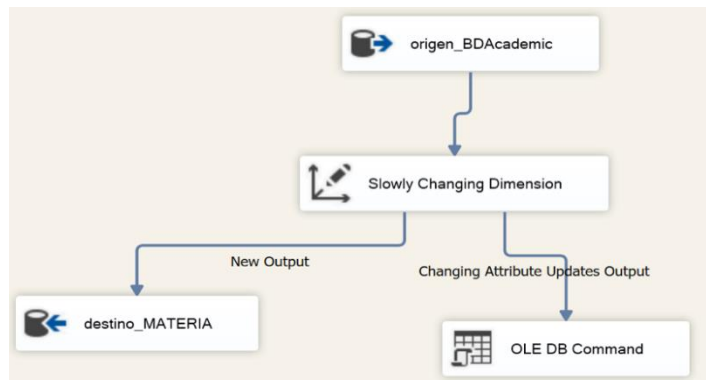 origen_BDAcademic
Slowly Changing Dimension
New Output
Changing Attribute Updates Output
destino_MATERIA
OLE DB Command